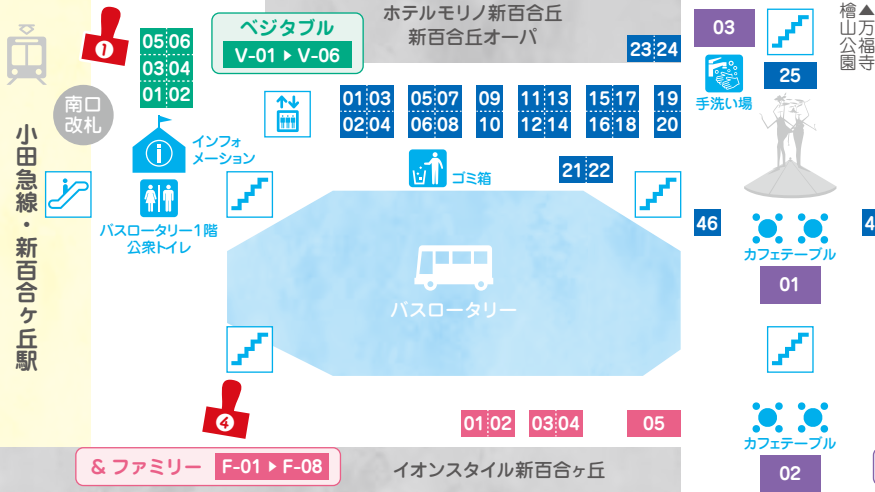 ホテルモリノ新百合丘
新百合丘オーパ
ベジタブル
V-01 ▶ V-06
1
05 06
03 04
01 02
南口
改札
小田急線・新百合ヶ丘駅
インフォ
メーション
バスロータリー1階
公衆トイレ
01 03
02 04
05 07
06 08
09
10
11 13
12 14
15 17
16 18
19
20
23 24
21 22
ゴミ箱
バスロータリー
03
手洗い場
25
▲万福寺
檜山公園
46
4
カフェテーブル
01
カフェテーブル
02
4
01 02
03 04
05
& ファミリー
F-01 ▶ F-08
イオンスタイル新百合ヶ丘